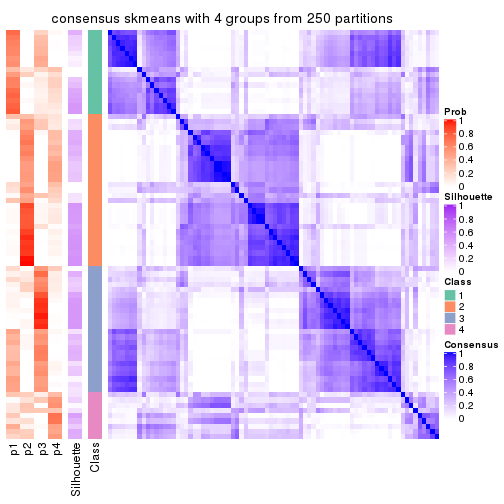 consensus skmeans with 4 groups from 250 partitions
Prob
1
0.8
0.6
0.4
0.2
0
Silhouette
1
0.8
0.6
0.4
0.2
0
Class
1
2
3
4
Consensus
1
0.8
0.6
0.4
0.2
0
p1
p2
p3
p4
Silhouette
Class